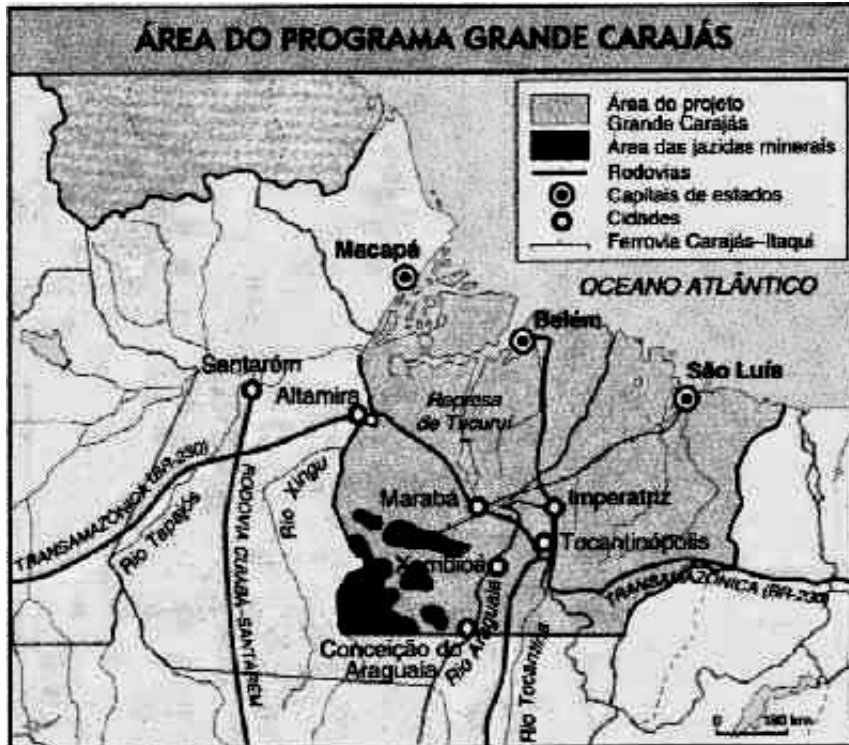 ÁREA DO PROGRAMA GRANDE CARAJÁS
Área do projeto
Grande Carajás
Área das jazidas minerais
Rodovias
Capitais de estados
Cidades
Ferrovia Carajás–Itaqui
OCEANO ATLÂNTICO
Macapá
Belém
Santarém
São Luís
Altamira
Represa
de Tucuruí
TRANSAMAZÔNICA (BR-230)
Rio Tapajós
RODOVIA CUIABÁ-SANTARÉM
Rio Xingu
Marabá
Imperatriz
Tocantinópolis
Xambioá
TRANSAMAZÔNICA (BR-230)
Conceição do
Araguaia
Rio Araguaia
Rio Tocantins
0 180 km